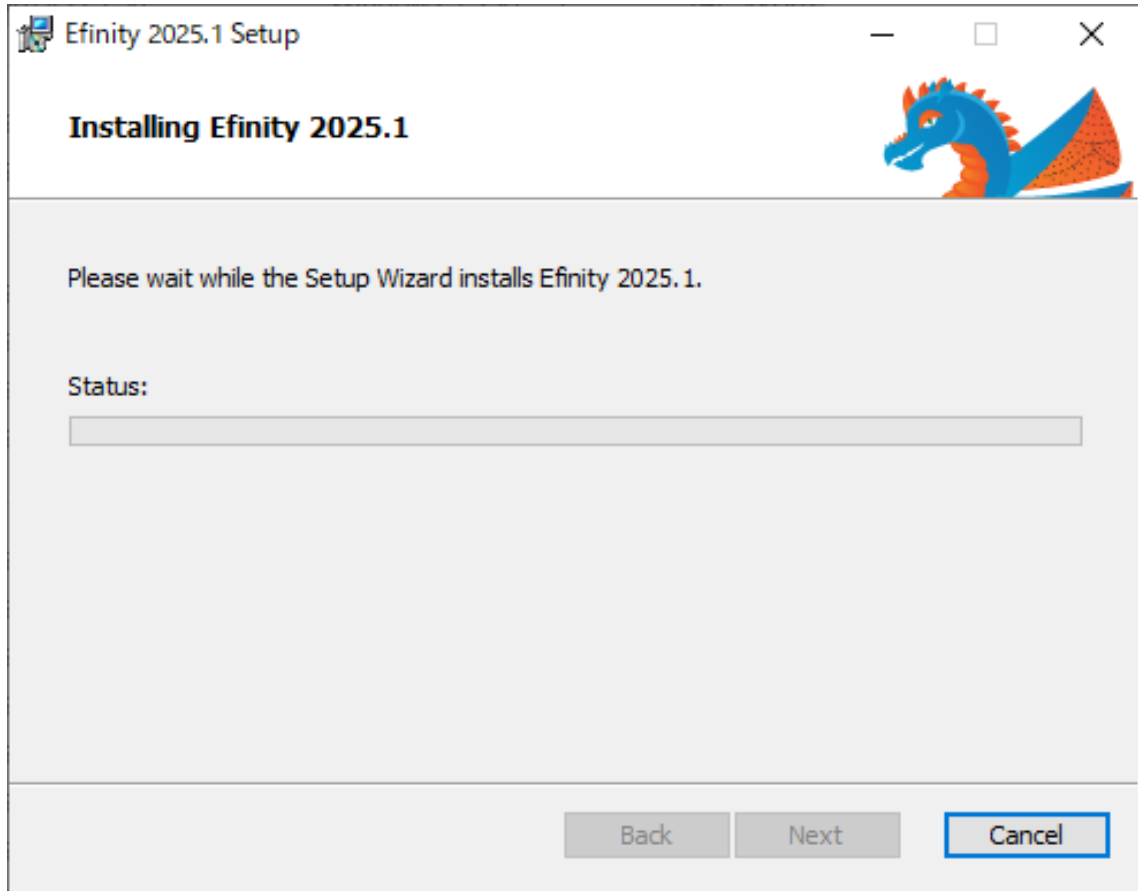 Efinity 2025.1 Setup
Installing Efinity 2025.1
Please wait while the Setup Wizard installs Efinity 2025.1.
Status:
Back
Next
Cancel